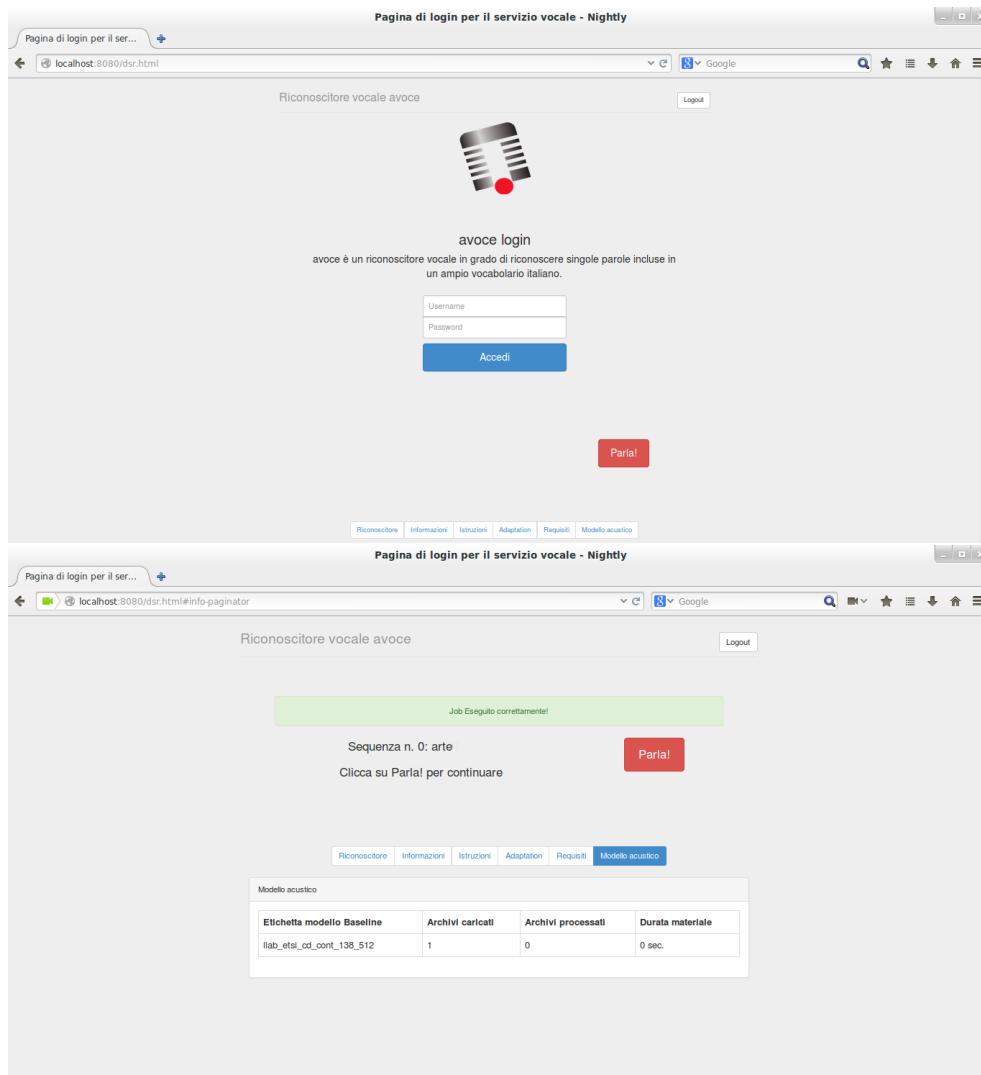 Pagina di login per il servizio vocale - Nightly
Pagina di login per il ser...
localhost:8080/dsr.html
Google
Riconoscitore vocale avoce
Logout
avoce login
avoce è un riconoscitore vocale in grado di riconoscere singole parole incluse in
un ampio vocabolario italiano.
Username
Password
Accedi
Parla!
Riconoscitore Informazioni Istruzioni Adaptation Requisiti Modello acustico
Pagina di login per il servizio vocale - Nightly
Pagina di login per il ser...
localhost:8080/dsr.html#info-paginator
Google
Riconoscitore vocale avoce
Logout
Job Eseguito correttamente!
Sequenza n. 0: arte
Parla!
Clicca su Parla! per continuare
Riconoscitore Informazioni Istruzioni Adaptation Requisiti Modello acustico
Modello acustico
Etichetta modello Baseline Archivi caricati Archivi processati Durata materiale
llab_etsi_cd_cont_138_512 1 0 0 sec.